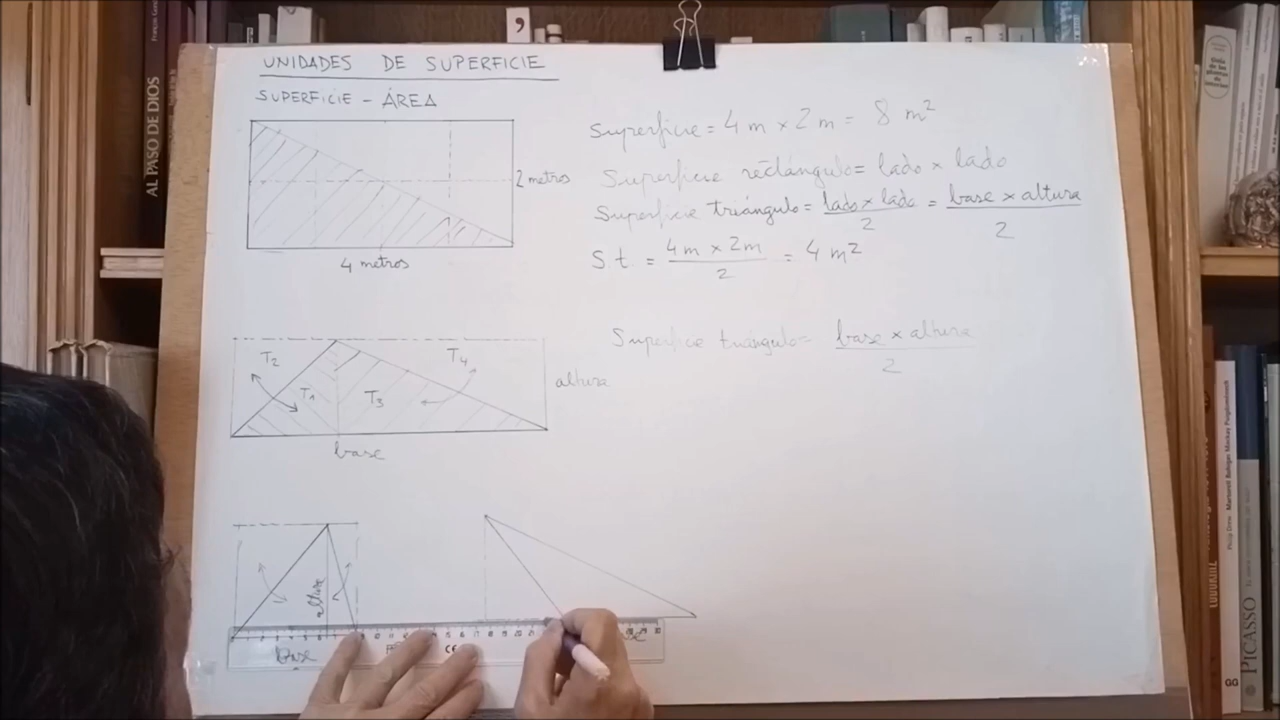 UNIDADES DE SUPERFICIE
SUPERFICIE - ÁREA
2 metros
4 metros
Superficie = 4 m × 2 m = 8 m²
Superficie rectángulo = lado × lado
Superficie triángulo = lado × lado / 2 = base × altura / 2
S.t. = 4 m × 2 m / 2 = 4 m²
T2
T1
T3
T4
altura
base
Superficie triángulo = base × altura / 2
altura
Base
AL PASO DE DIOS
PICASSO